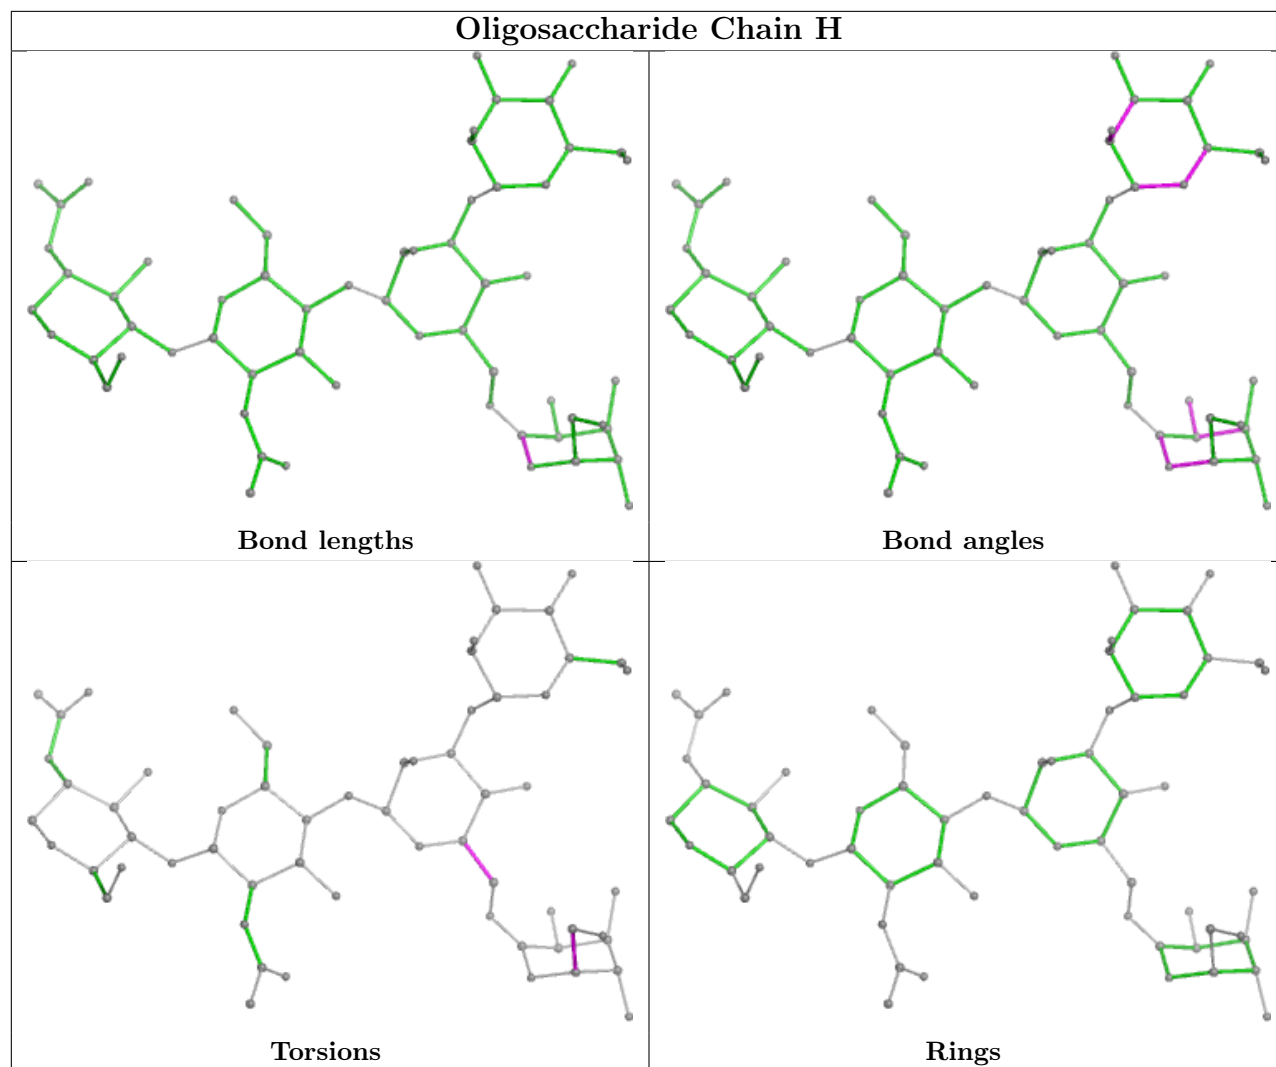 Oligosaccharide Chain H
Bond lengths
Bond angles
Torsions
Rings